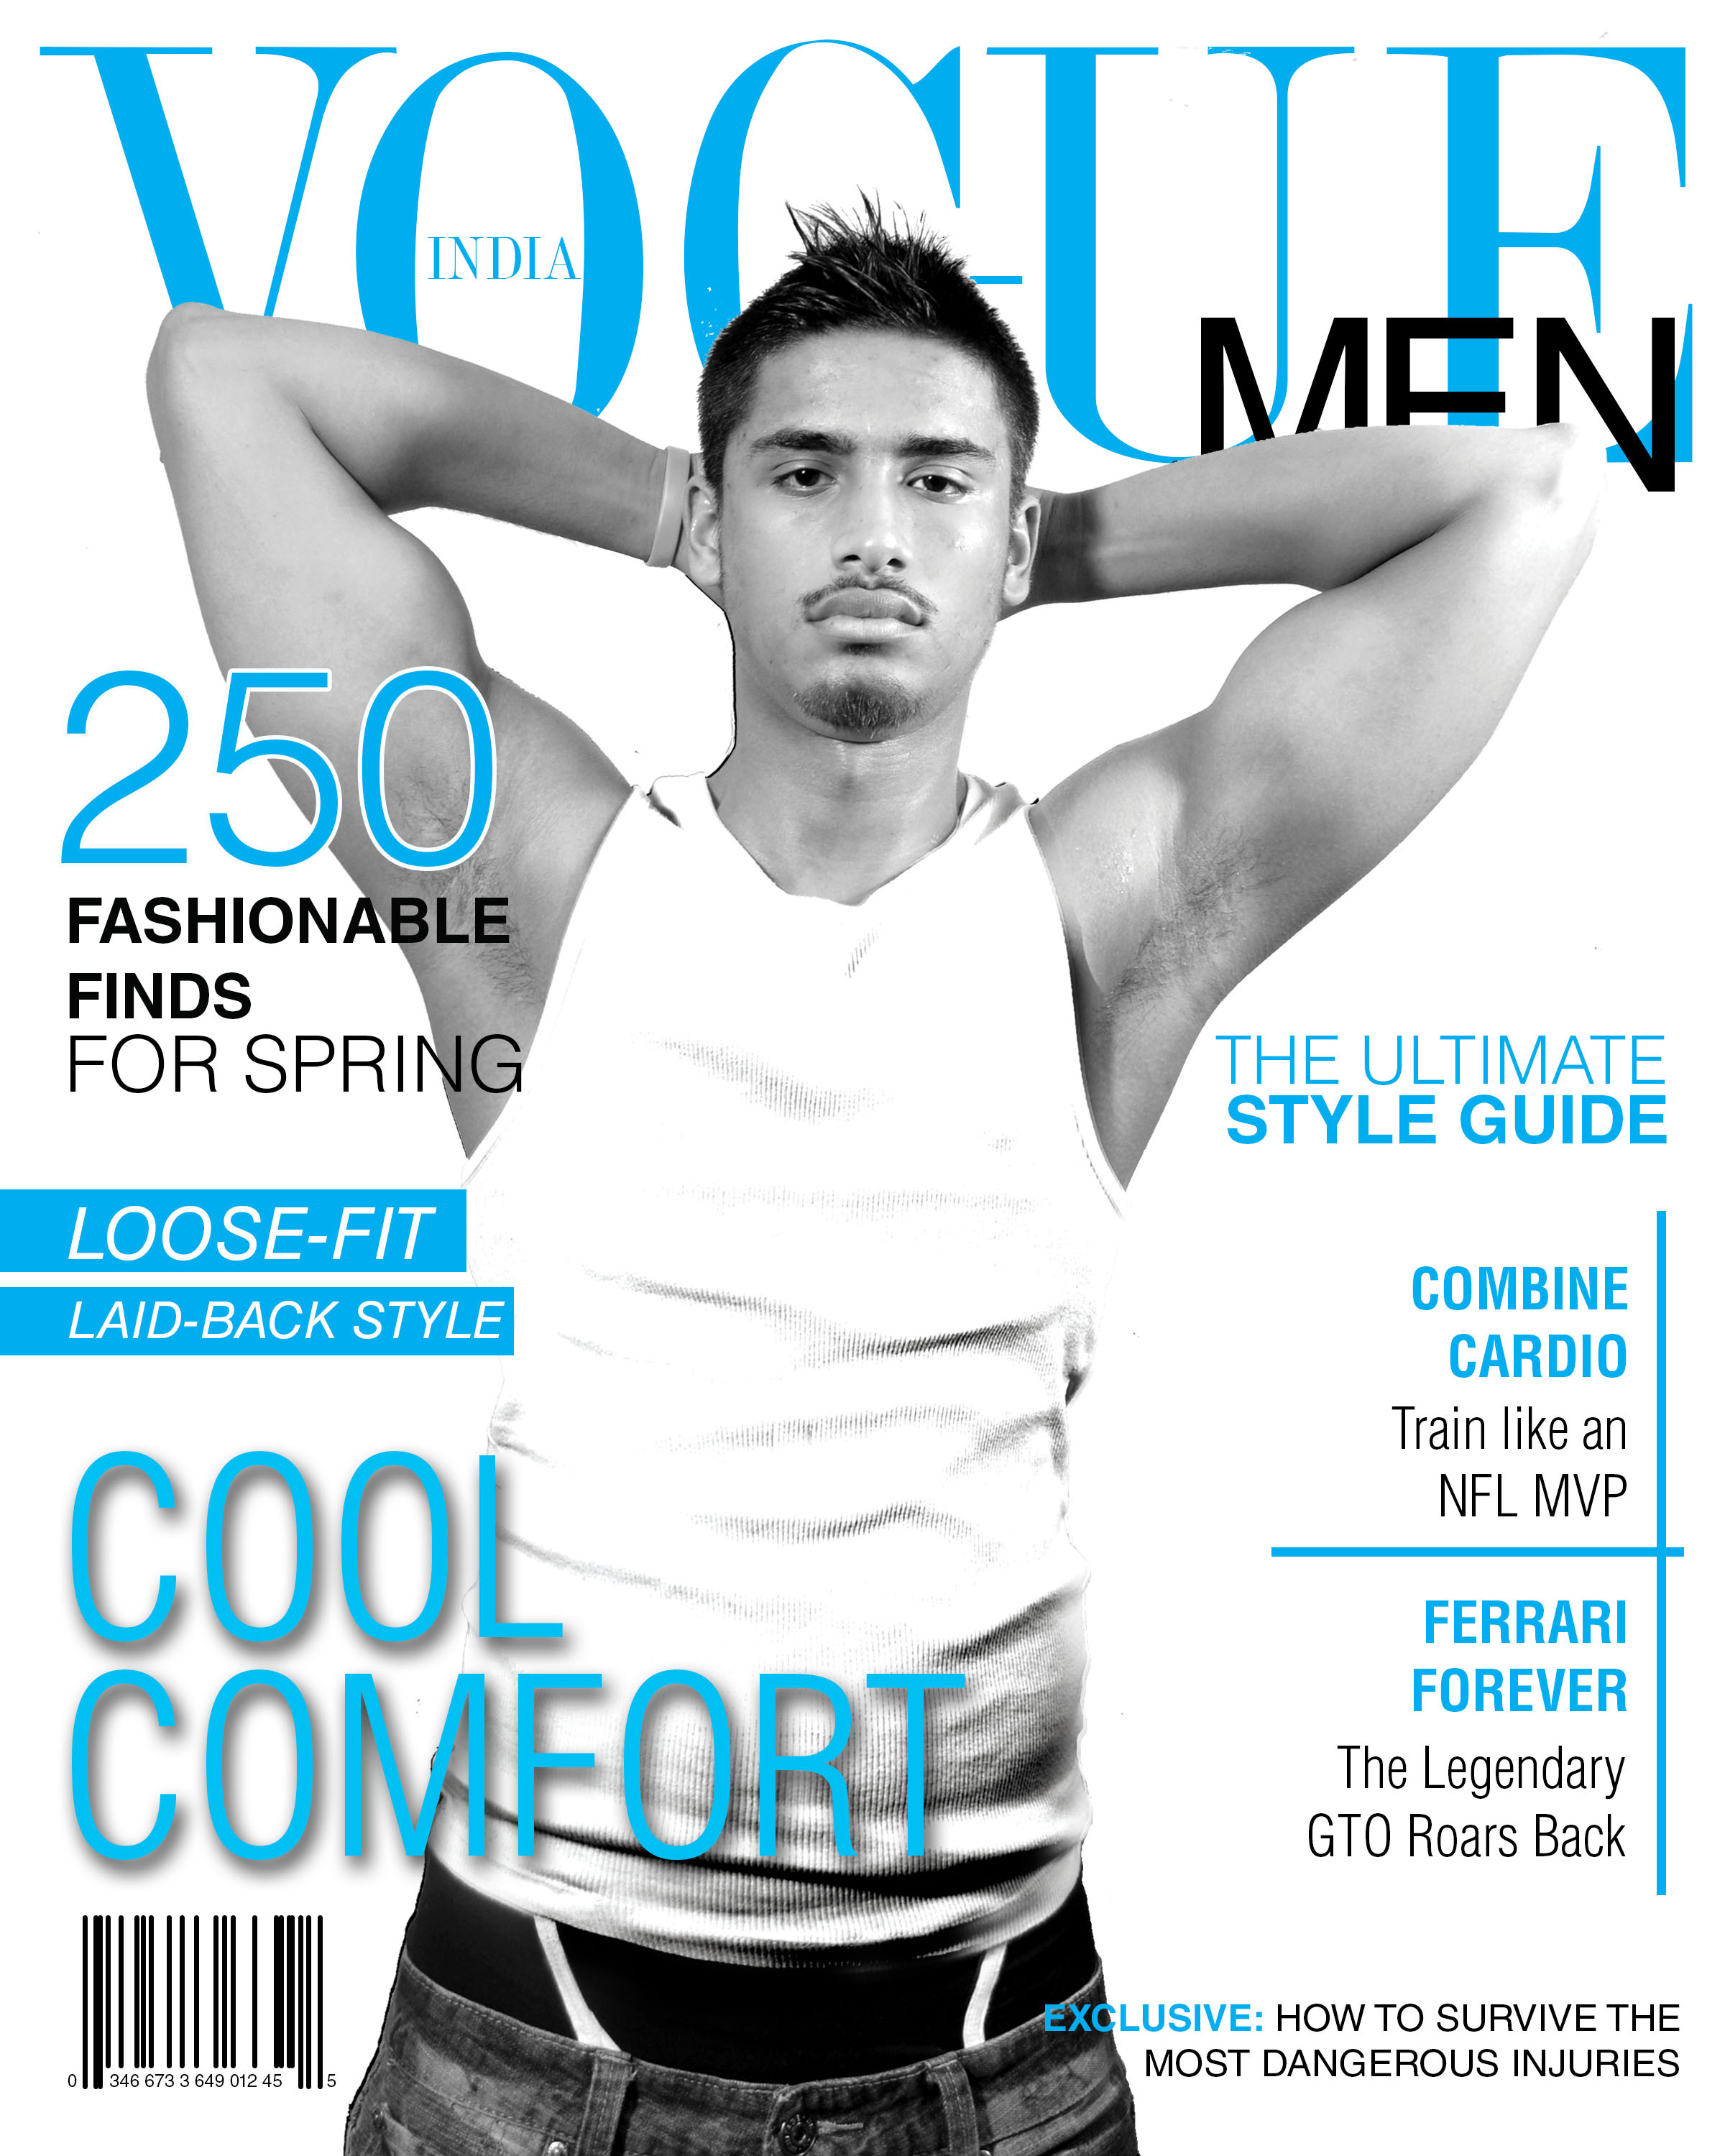 VOGUE
INDIA
MEN
250
FASHIONABLE
FINDS
FOR SPRING
LOOSE-FIT
LAID-BACK STYLE
COOL
COMFORT
0 346 673 3 649 012 45 5
THE ULTIMATE
STYLE GUIDE
COMBINE
CARDIO
Train like an
NFL MVP
FERRARI
FOREVER
The Legendary
GTO Roars Back
EXCLUSIVE: HOW TO SURVIVE THE
MOST DANGEROUS INJURIES